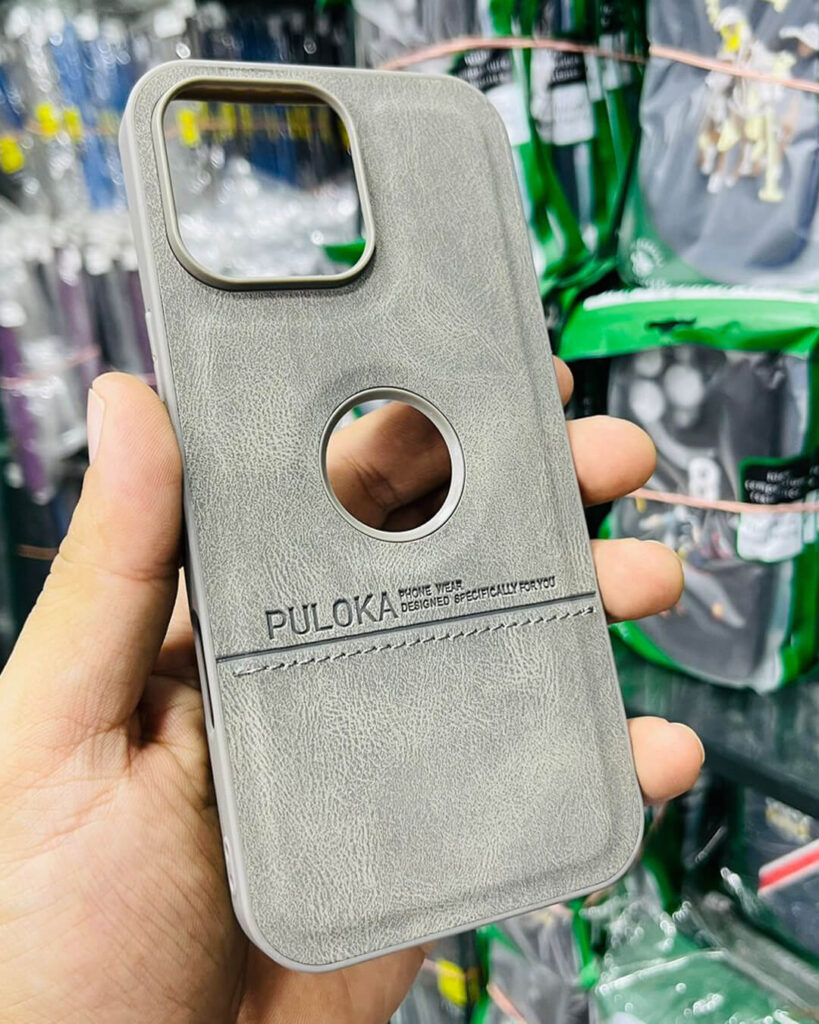 PULOKA
PHONE WEAR
DESIGNED SPECIFICALLY FOR YOU